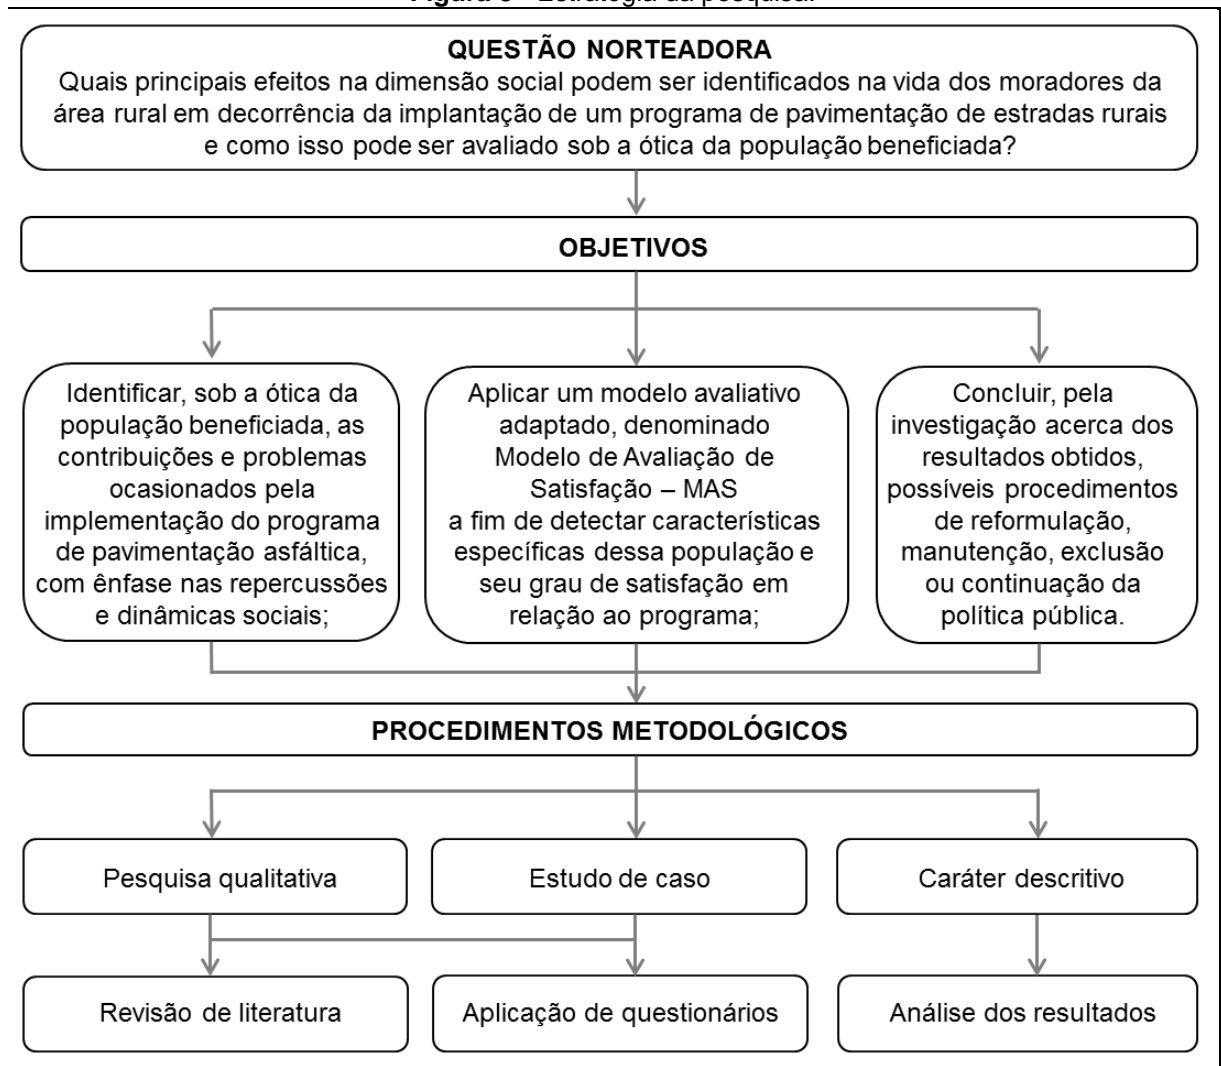 QUESTÃO NORTEADORA
Quais principais efeitos na dimensão social podem ser identificados na vida dos moradores da
área rural em decorrência da implantação de um programa de pavimentação de estradas rurais
e como isso pode ser avaliado sob a ótica da população beneficiada?
OBJETIVOS
Identificar, sob a ótica da
população beneficiada, as
contribuições e problemas
ocasionados pela
implementação do programa
de pavimentação asfáltica,
com ênfase nas repercussões
e dinâmicas sociais;
Aplicar um modelo avaliativo
adaptado, denominado
Modelo de Avaliação de
Satisfação – MAS
a fim de detectar características
específicas dessa população e
seu grau de satisfação em
relação ao programa;
Concluir, pela
investigação acerca dos
resultados obtidos,
possíveis procedimentos
de reformulação,
manutenção, exclusão
ou continuação da
política pública.
PROCEDIMENTOS METODOLÓGICOS
Pesquisa qualitativa
Estudo de caso
Caráter descritivo
Revisão de literatura
Aplicação de questionários
Análise dos resultados